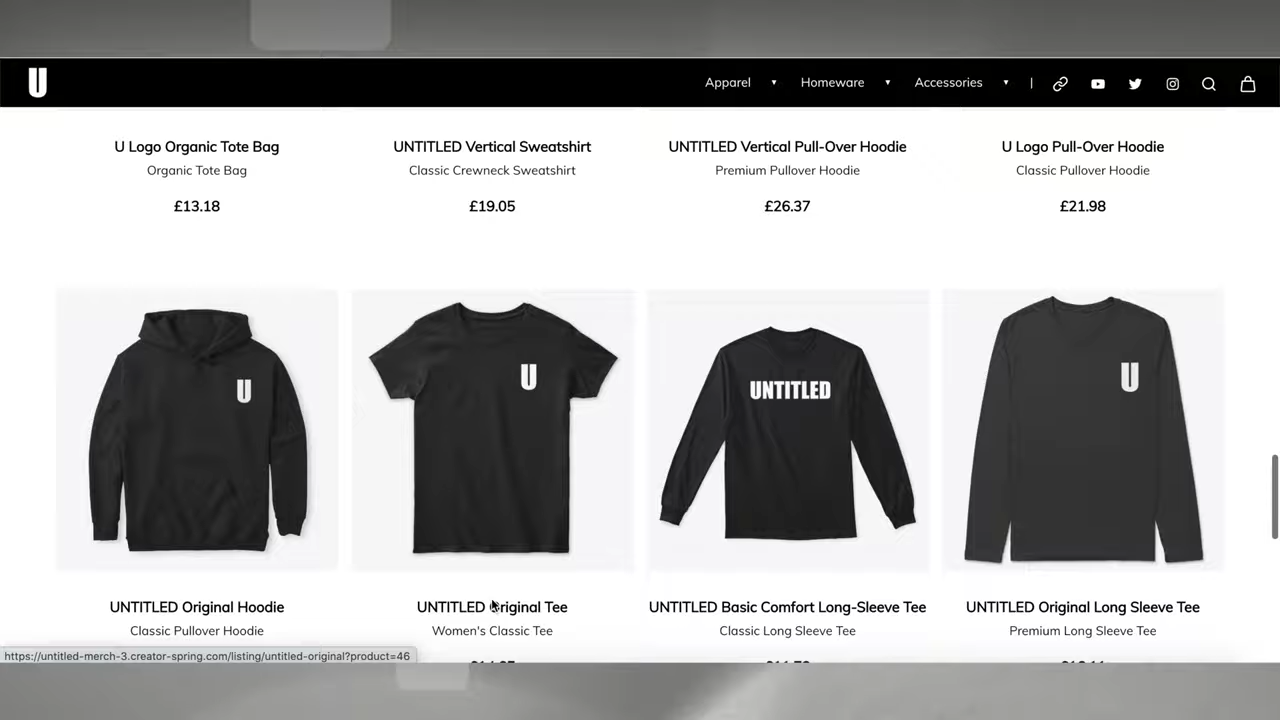 U
Apparel ▼ Homeware ▼ Accessories ▼ |
U Logo Organic Tote Bag
Organic Tote Bag
£13.18
UNTITLED Vertical Sweatshirt
Classic Crewneck Sweatshirt
£19.05
UNTITLED Vertical Pull-Over Hoodie
Premium Pullover Hoodie
£26.37
U Logo Pull-Over Hoodie
Classic Pullover Hoodie
£21.98
U
U
UNTITLED
U
UNTITLED Original Hoodie
Classic Pullover Hoodie
UNTITLED Original Tee
Women's Classic Tee
UNTITLED Basic Comfort Long-Sleeve Tee
Classic Long Sleeve Tee
UNTITLED Original Long Sleeve Tee
Premium Long Sleeve Tee
https://untitled-merch-3.creator-spring.com/listing/untitled-original?product=46